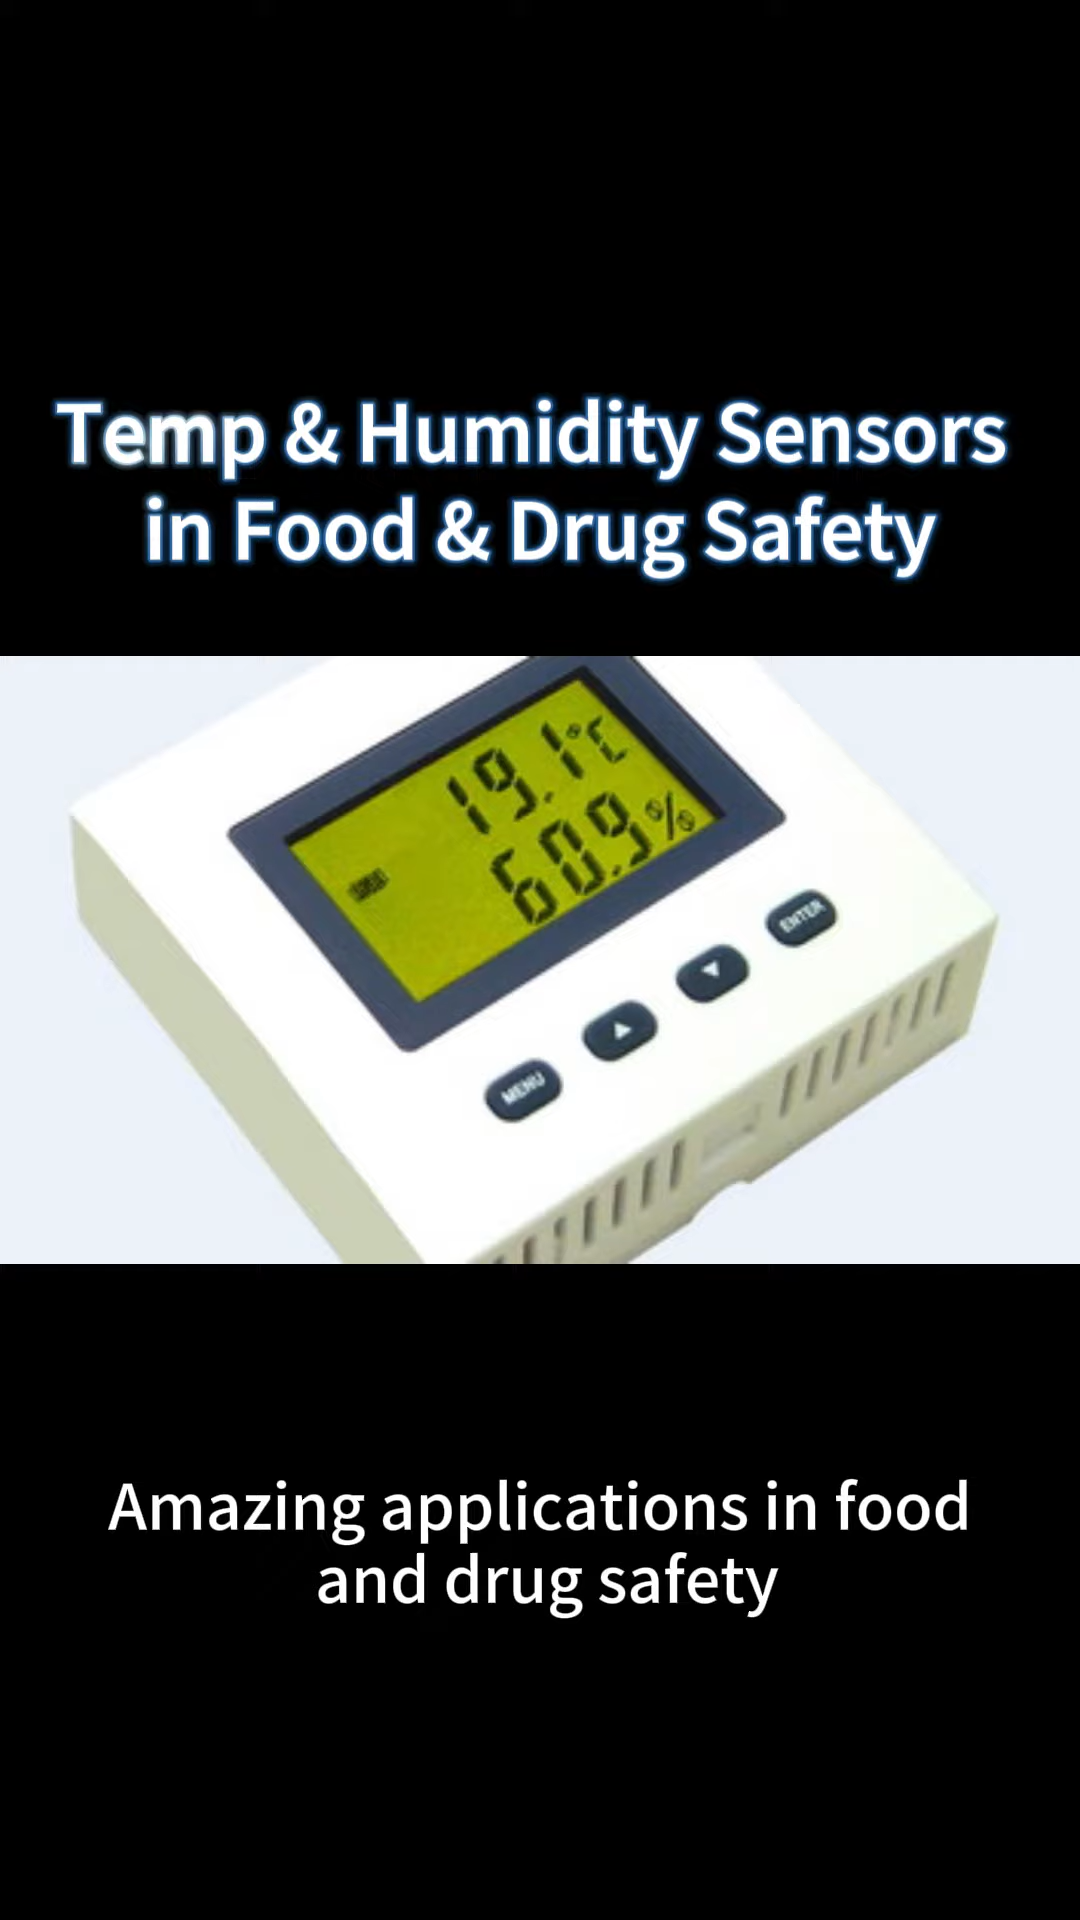 Temp & Humidity Sensors
in Food & Drug Safety
19.1°C
60.9%
ENTER
▼
▲
MENU
Amazing applications in food
and drug safety